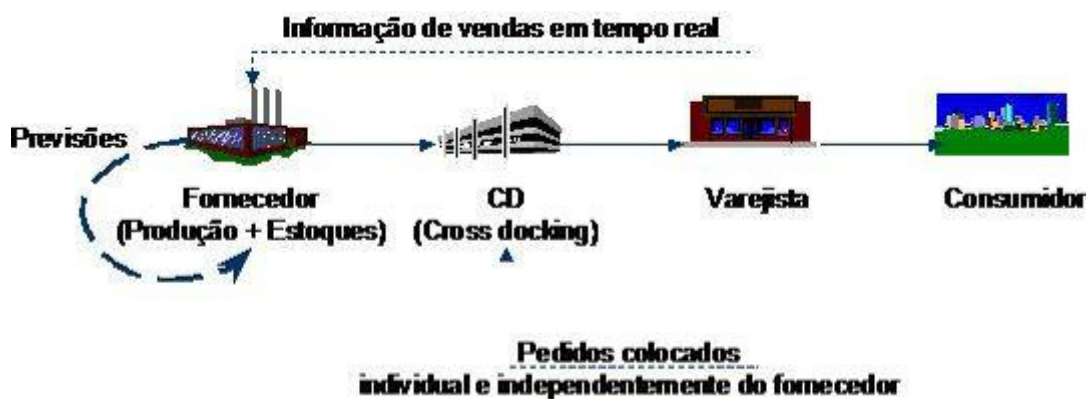 Informação de vendas em tempo real
Previsões
Fornecedor
(Produção + Estoques)
CD
(Cross docking)
Varejista
Consumidor
Pedidos colocados
individual e independentemente do fornecedor